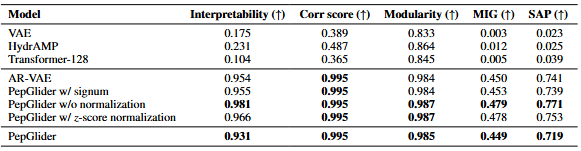 Model Interpretability (↑) Corr score (↑) Modularity (↑) MIG (↑) SAP (↑)
VAE 0.175 0.389 0.833 0.003 0.023
HydrAMP 0.231 0.487 0.864 0.012 0.025
Transformer-128 0.104 0.365 0.845 0.005 0.039
AR-VAE 0.954 0.995 0.984 0.450 0.741
PepGlider w/ signum 0.955 0.995 0.984 0.453 0.739
PepGlider w/o normalization 0.981 0.995 0.987 0.479 0.771
PepGlider w/ z-score normalization 0.966 0.995 0.987 0.478 0.753
PepGlider 0.931 0.995 0.985 0.449 0.719